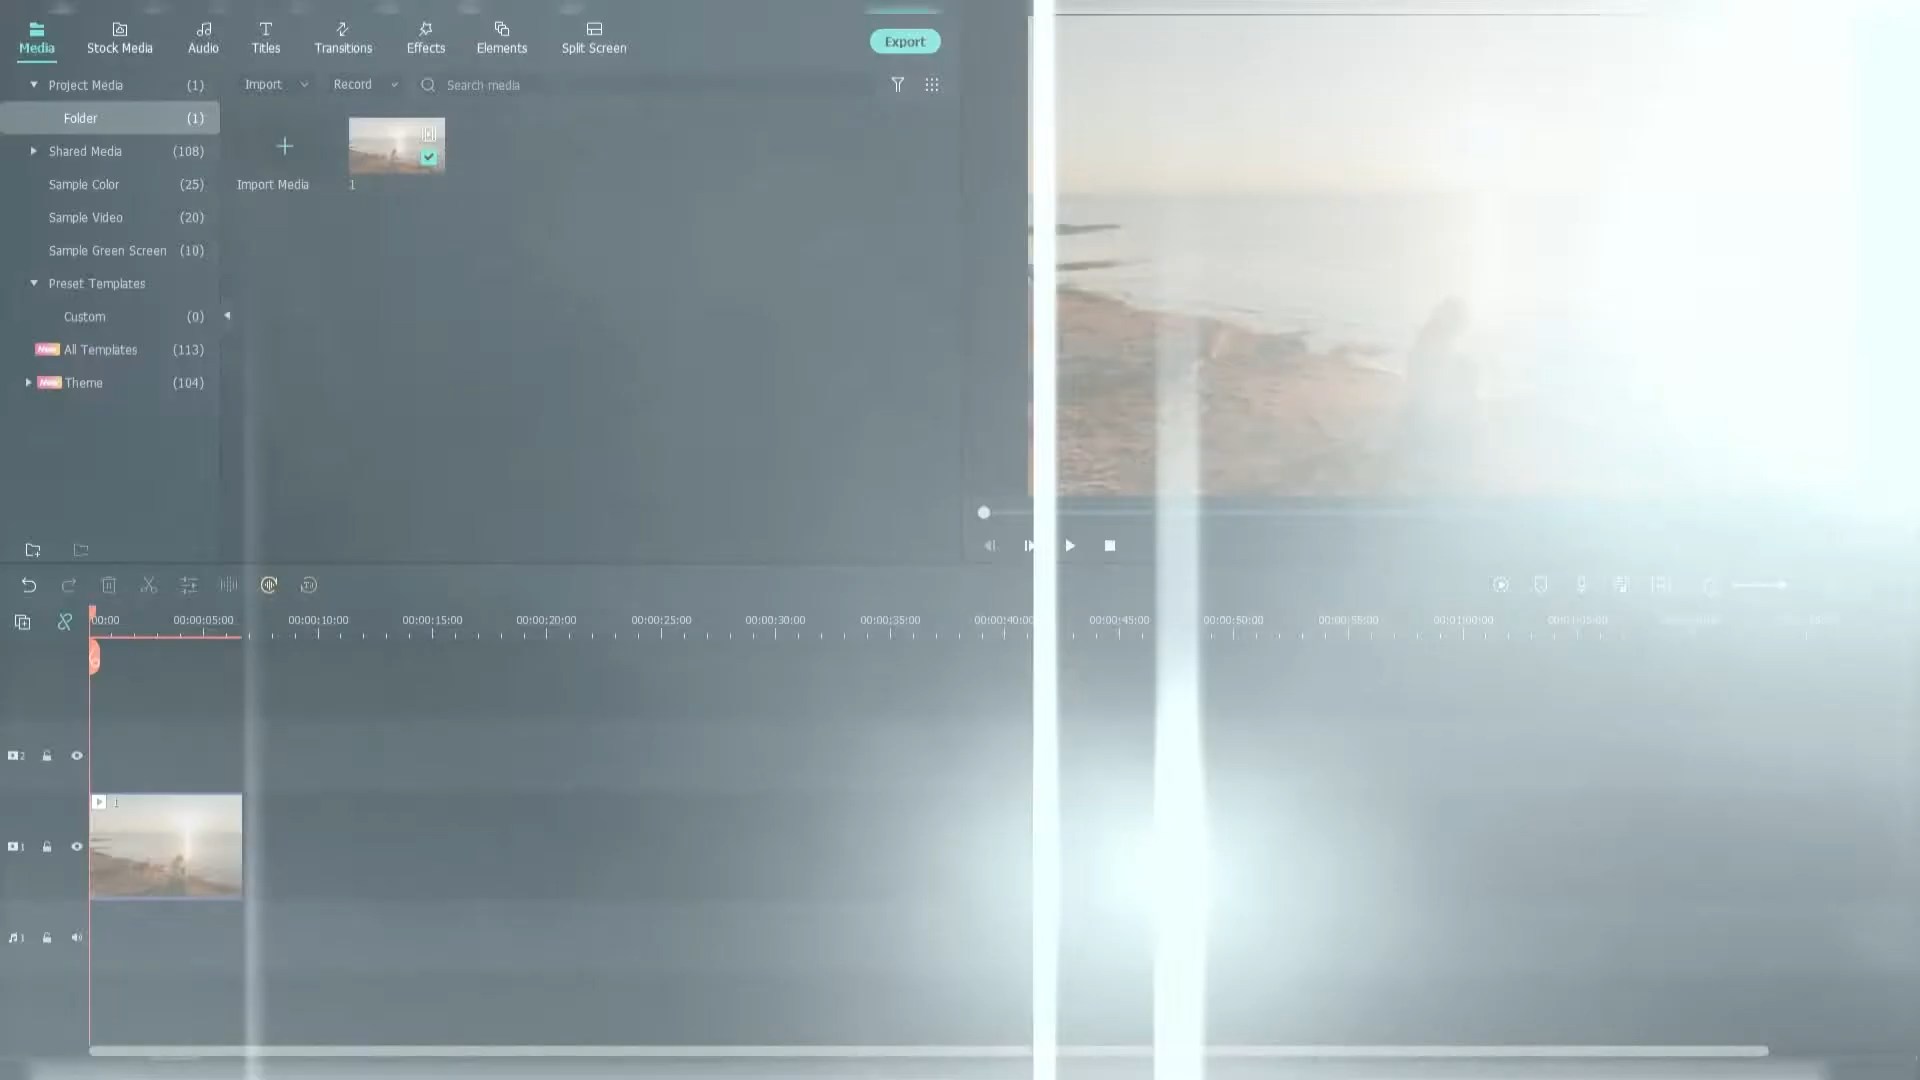 Media
Stock Media
Audio
Titles
Transitions
Effects
Elements
Split Screen
Export
Project Media (1)
Import
Record
Search media
Folder (1)
Shared Media (108)
Sample Color (25)
Import Media
1
Sample Video (20)
Sample Green Screen (10)
Preset Templates
Custom (0)
All Templates (113)
Theme (104)
00:00 00:00:05:00 00:00:10:00 00:00:15:00 00:00:20:00 00:00:25:00 00:00:30:00 00:00:35:00 00:00:40:00 00:00:45:00 00:00:50:00 00:00:55:00 00:01:00:00 00:01:05:00
2
1
1
1